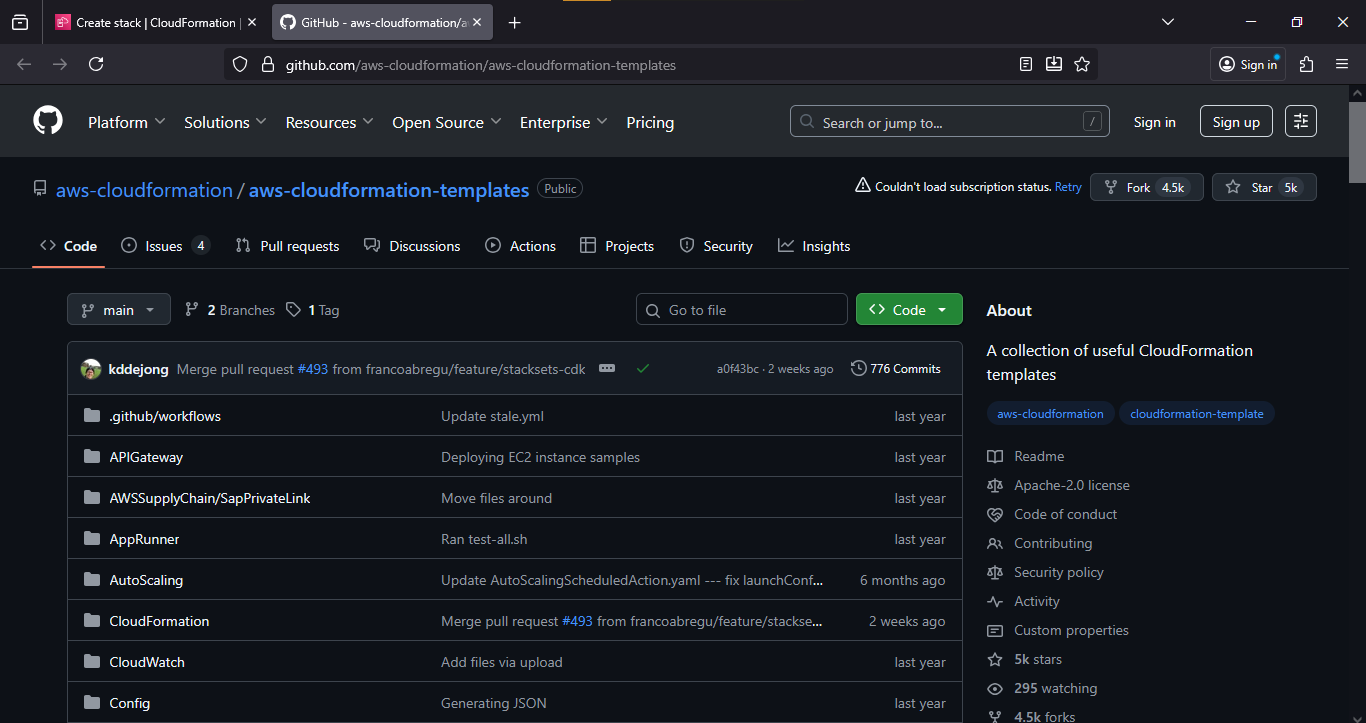 Create stack | CloudFormation |
GitHub - aws-cloudformation/a
github.com/aws-cloudformation/aws-cloudformation-templates
Sign in
Platform Solutions Resources Open Source Enterprise Pricing
Search or jump to...
/
Sign in
Sign up
aws-cloudformation / aws-cloudformation-templates
Public
Couldn't load subscription status. Retry
Fork 4.5k
Star 5k
Code
Issues 4
Pull requests
Discussions
Actions
Projects
Security
Insights
main
2 Branches
1 Tag
Go to file
Code
kddejong Merge pull request #493 from francoabregu/feature/stacksets-cdk
a0f43bc · 2 weeks ago
776 Commits
.github/workflows Update stale.yml last year
APIGateway Deploying EC2 instance samples last year
AWSSupplyChain/SapPrivateLink Move files around last year
AppRunner Ran test-all.sh last year
AutoScaling Update AutoScalingScheduledAction.yaml --- fix launchConf... 6 months ago
CloudFormation Merge pull request #493 from francoabregu/feature/stackse... 2 weeks ago
CloudWatch Add files via upload last year
Config Generating JSON last year
About
A collection of useful CloudFormation
templates
aws-cloudformation cloudformation-template
Readme
Apache-2.0 license
Code of conduct
Contributing
Security policy
Activity
Custom properties
5k stars
295 watching
4.5k forks